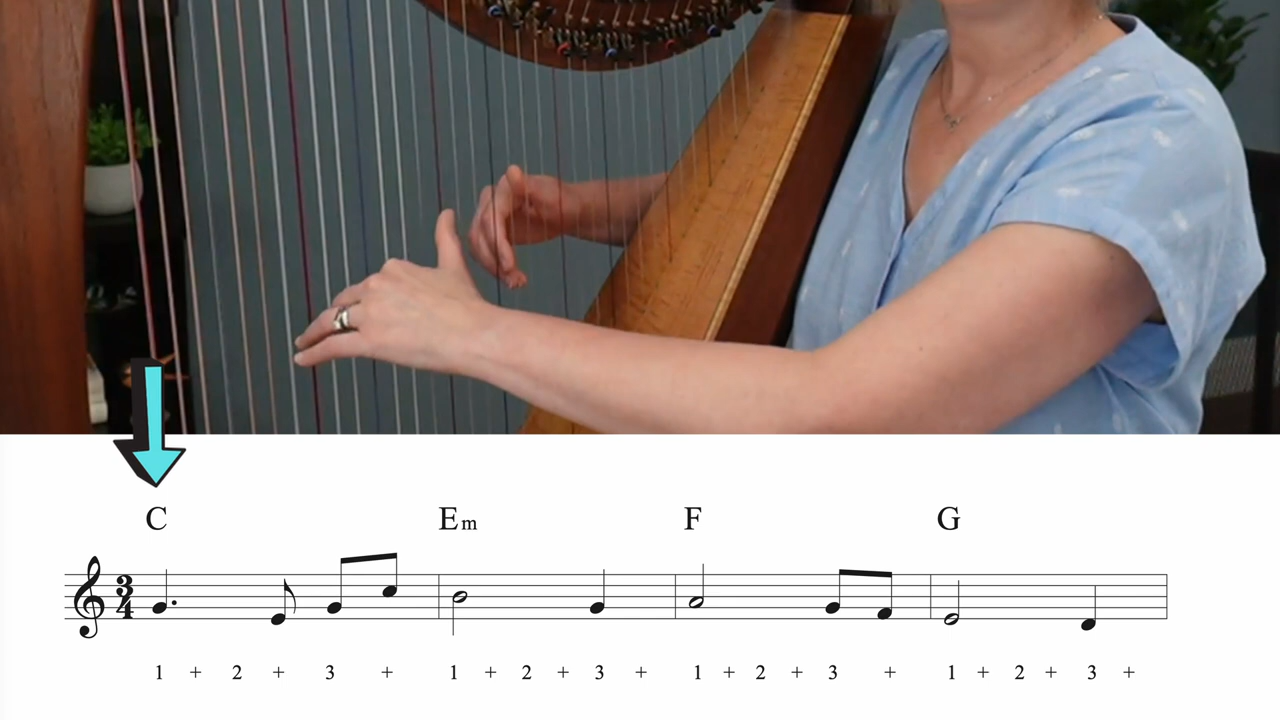 C Em F G
3
4
1 + 2 + 3 + 1 + 2 + 3 + 1 + 2 + 3 + 1 + 2 + 3 +